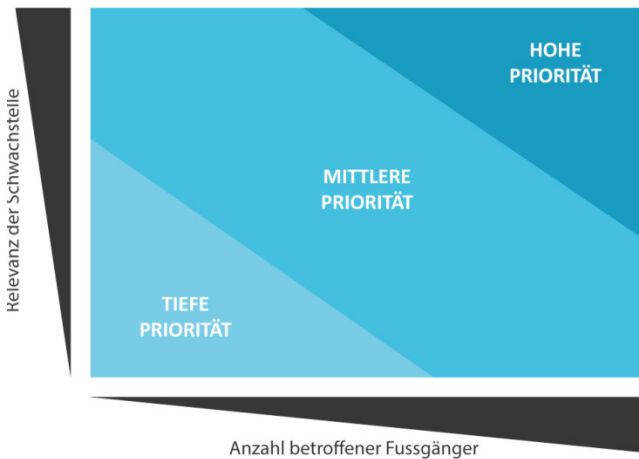 HOHE
PRIORITÄT
MITTLERE
PRIORITÄT
TIEFE
PRIORITÄT
Relevanz der Schwachstelle
Anzahl betroffener Fussgänger